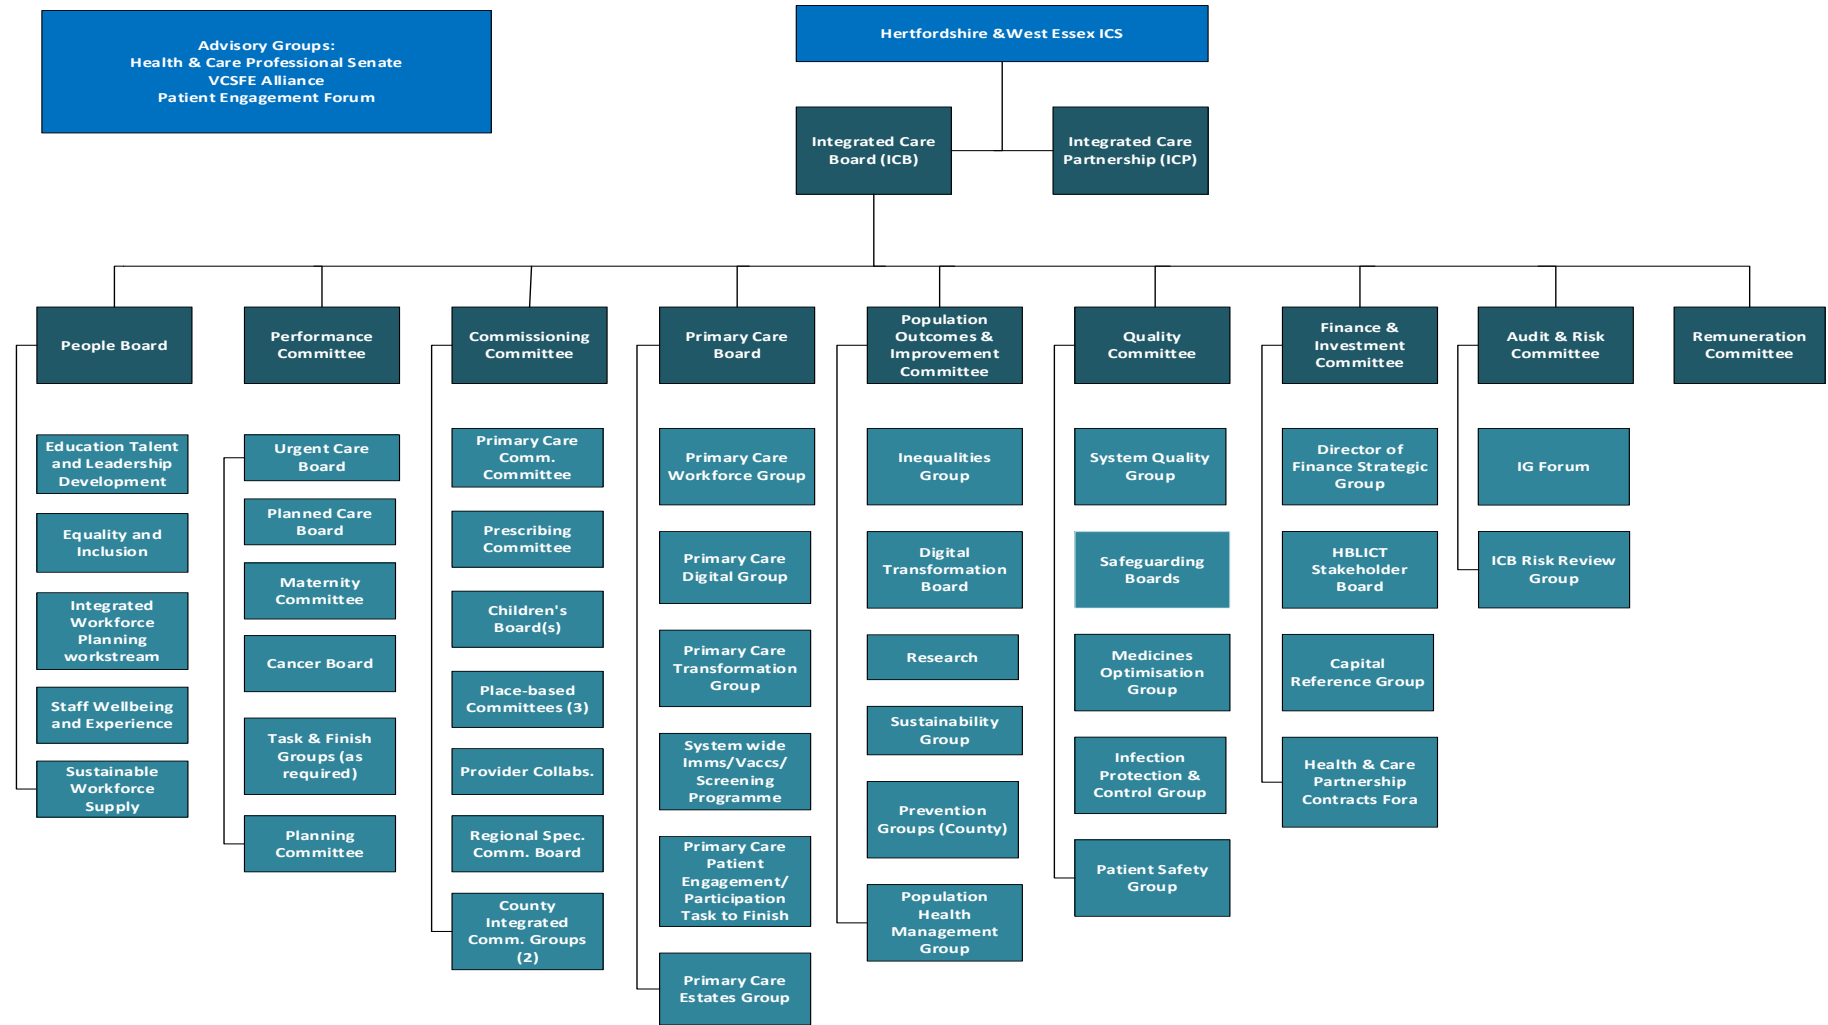 Advisory Groups:
Health & Care Professional Senate
VCSFE Alliance
Patient Engagement Forum
Hertfordshire &West Essex ICS
Integrated Care
Board (ICB)
Integrated Care
Partnership (ICP)
People Board
Performance
Committee
Commissioning
Committee
Primary Care
Board
Population
Outcomes &
Improvement
Committee
Quality
Committee
Finance &
Investment
Committee
Audit & Risk
Committee
Remuneration
Committee
Education Talent
and Leadership
Development
Equality and
Inclusion
Integrated
Workforce
Planning
workstream
Staff Wellbeing
and Experience
Sustainable
Workforce
Supply
Urgent Care
Board
Planned Care
Board
Maternity
Committee
Cancer Board
Task & Finish
Groups (as
required)
Planning
Committee
Primary Care
Comm.
Committee
Prescribing
Committee
Children's
Board(s)
Place-based
Committees (3)
Provider Collabs.
Regional Spec.
Comm. Board
County
Integrated
Comm. Groups
(2)
Primary Care
Workforce Group
Primary Care
Digital Group
Primary Care
Transformation
Group
System wide
Imms/Vaccs/
Screening
Programme
Primary Care
Patient
Engagement/
Participation
Task to Finish
Primary Care
Estates Group
Inequalities
Group
Digital
Transformation
Board
Research
Sustainability
Group
Prevention
Groups (County)
Population
Health
Management
Group
System Quality
Group
Safeguarding
Boards
Medicines
Optimisation
Group
Infection
Protection &
Control Group
Patient Safety
Group
Director of
Finance Strategic
Group
HBLICT
Stakeholder
Board
Capital
Reference Group
Health & Care
Partnership
Contracts Fora
IG Forum
ICB Risk Review
Group